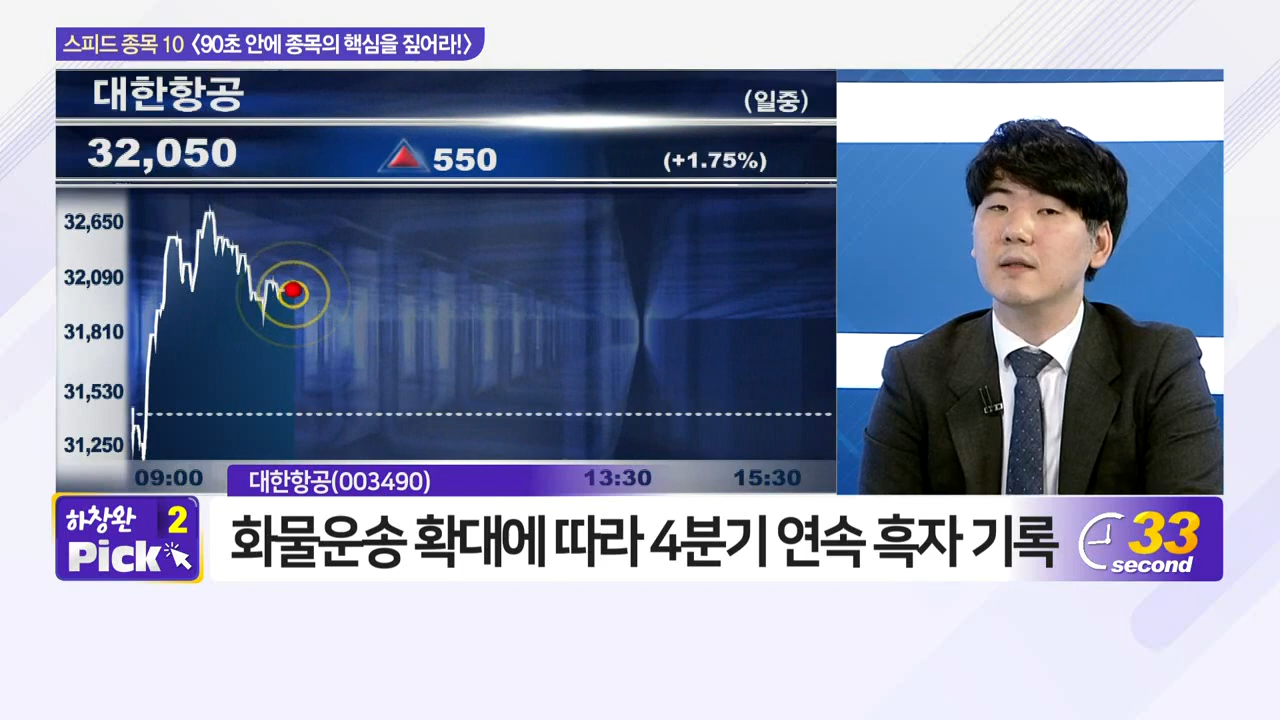 스피드 종목 10 <90초 안에 종목의 핵심을 짚어라!>
대한항공
(일중)
32,050
550
(+1.75%)
32,650
32,090
31,810
31,530
31,250
09:00
13:30
15:30
대한항공(003490)
하창완 2
Pick
화물운송 확대에 따라 4분기 연속 흑자 기록
33
second